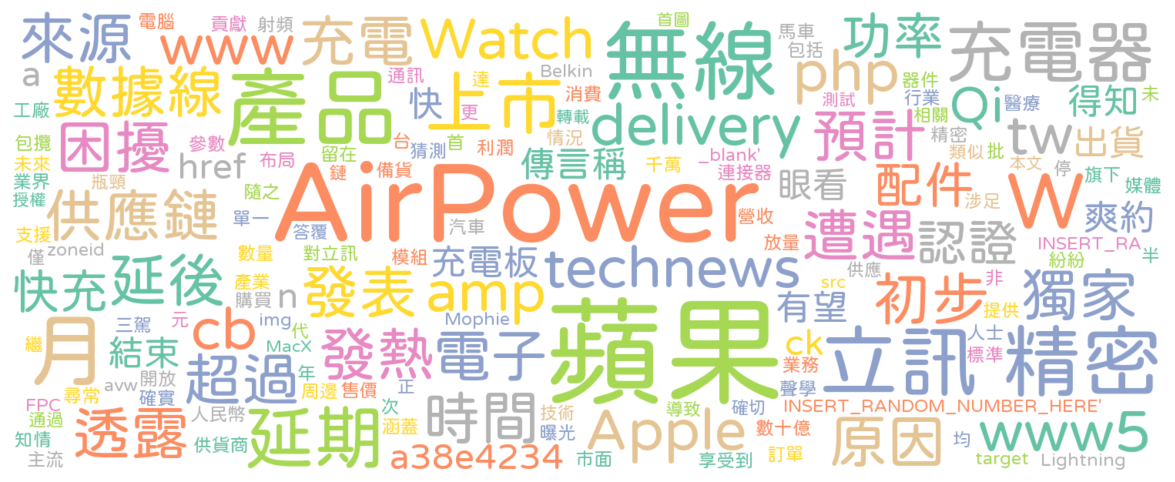 來源
電腦
貢獻
射頻
www
充電
Watch
首圖
無線
馬車
包括
功率
充電器
a
數據線
產品
通訊
達
快
上市
Belkin
消費
更
轉載
delivery
php
器件
行業
Qi
醫療
未
得知
工廠
困擾
參數
布局
台
猜測
首
利潤
情況
測試
預計
相關
精密
tw
批
出貨
包攬
未來
業界
授權
瓶頸
href
留在
鏈
備貨
傳言稱
千萬
_blank'
連接器
類似
本文
停
旗下
媒體
眼看
配件
涉足
W
爽約
供應鏈
隨之
單一
AirPower
答覆
汽車
營收
放量
遭遇
認證
INSERT_RA
紛紛
半
支援
僅
zoneid
快充
延後
數量
產業
購買
n
對立訊
發表
模組
充電板
amp
technews
供應
src
有望
初步
非
提供
獨家
月
三駕
元
cb
img
代
MacX
Mophie
發熱
電子
蘋果
ck
業務
立訊
人士
標準
精密
繼
結束
超過
avw
開放
尋常
確實
年
周邊
售價
正
聲學
FPC
通過
知情
主流
透露
人民幣
供貨商
延期
次
涵蓋
時間
技術
曝光
導致
確切
INSERT_RANDOM_NUMBER_HERE'
Apple
數十億
原因
均
www5
a38e4234
市面
享受到
訂單
target
Lightning